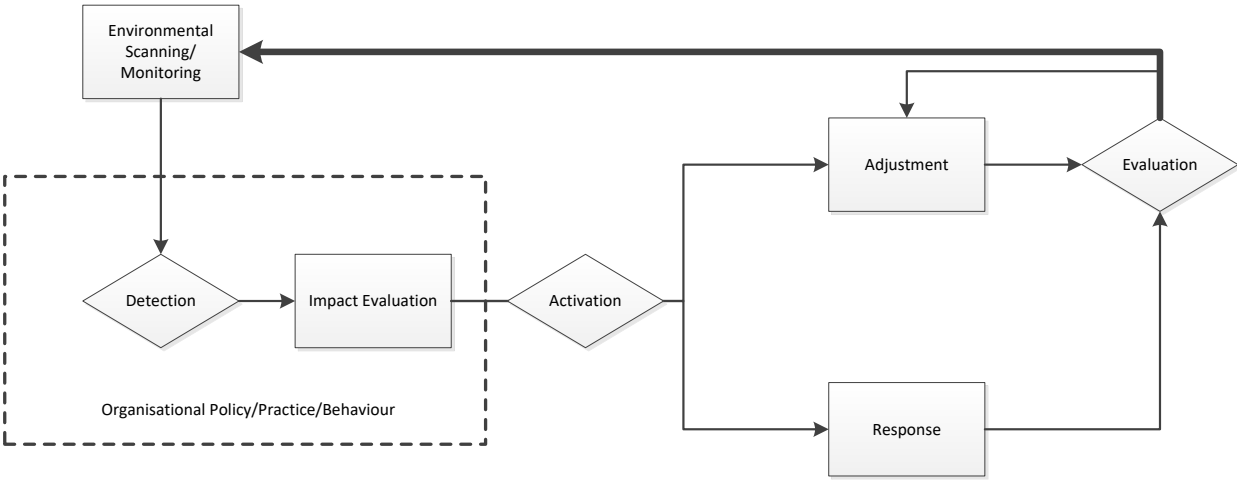 Environmental
Scanning/
Monitoring
Adjustment
Evaluation
Detection
Impact Evaluation
Activation
Organisational Policy/Practice/Behaviour
Response